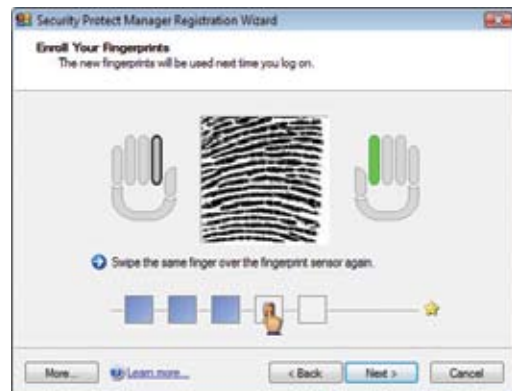 Security Protect Manager Registration Wizard
Enroll Your Fingerprints
The new fingerprints will be used next time you log on.
Swipe the same finger over the fingerprint sensor again.
More... Learn more... < Back Next > Cancel